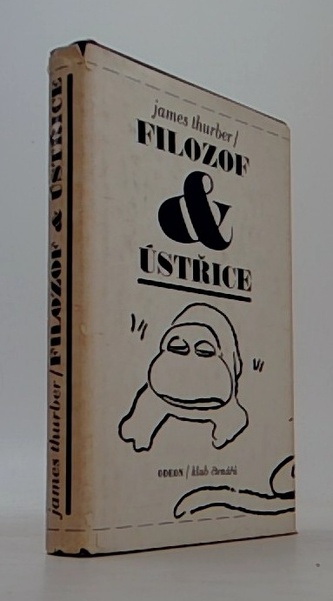 james thurber/
FILOZOF
&
ÚSTŘICE
ODEON/klub čtenářů
james thurber/FILOZOF & ÚSTŘICE